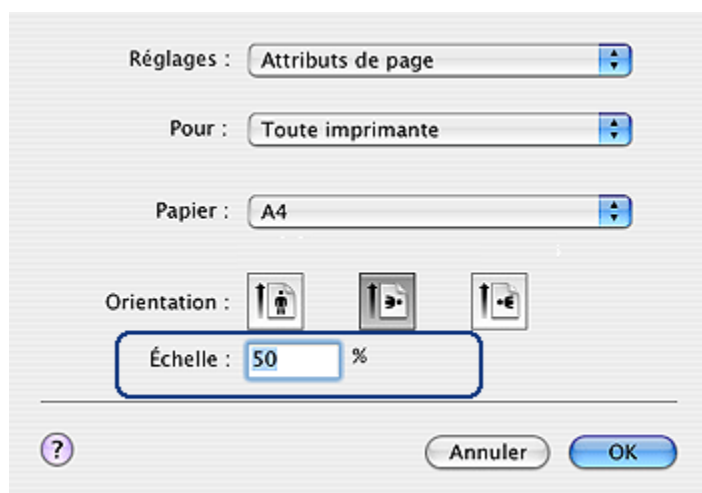 Réglages : Attributs de page
Pour : Toute imprimante
Papier : A4
Orientation :
Échelle : 50 %
?
Annuler OK